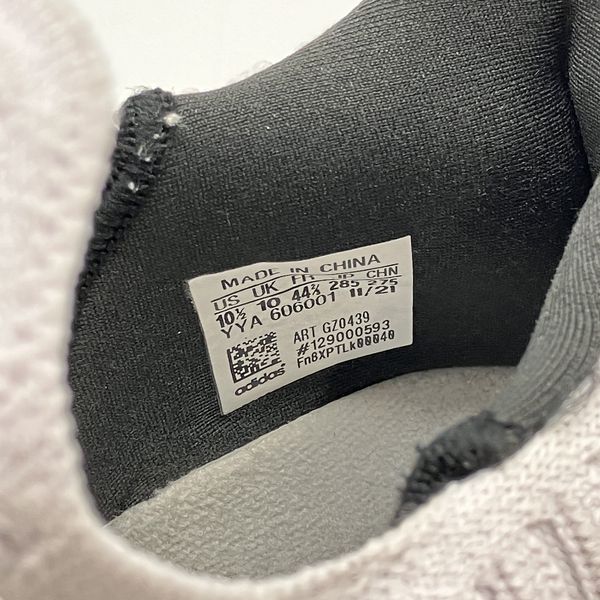 MADE IN CHINA
US UK FR JP CHN
10½ 10 44⅔ 285 275
YYA 606001 11/21
ART GZ0439
#129000593
Fn8XPTLk00040
adidas